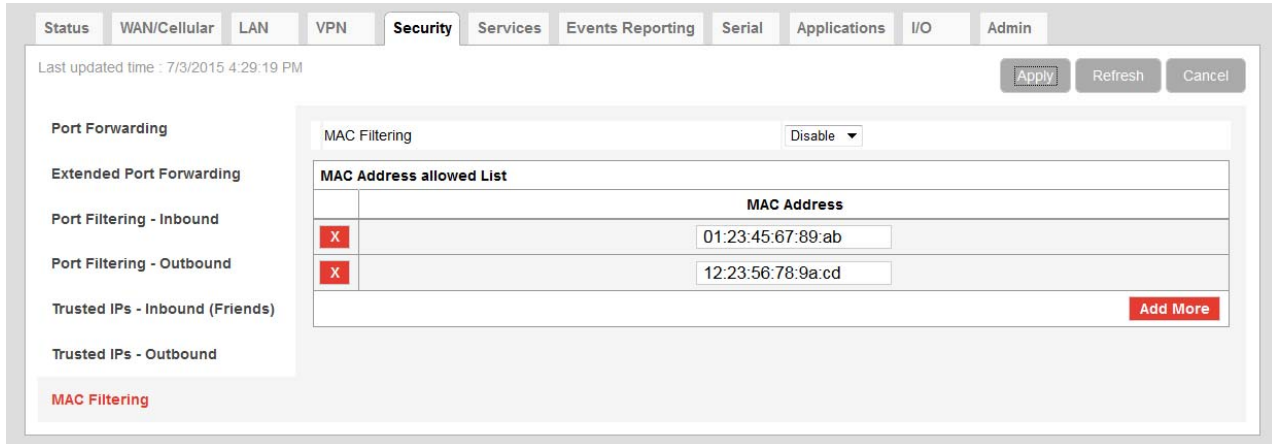 Status WAN/Cellular LAN VPN Security Services Events Reporting Serial Applications I/O Admin
Last updated time : 7/3/2015 4:29:19 PM
Apply Refresh Cancel
Port Forwarding
Extended Port Forwarding
Port Filtering - Inbound
Port Filtering - Outbound
Trusted IPs - Inbound (Friends)
Trusted IPs - Outbound
MAC Filtering
MAC Filtering Disable
MAC Address allowed List
MAC Address
X 01:23:45:67:89:ab
X 12:23:56:78:9a:cd
Add More